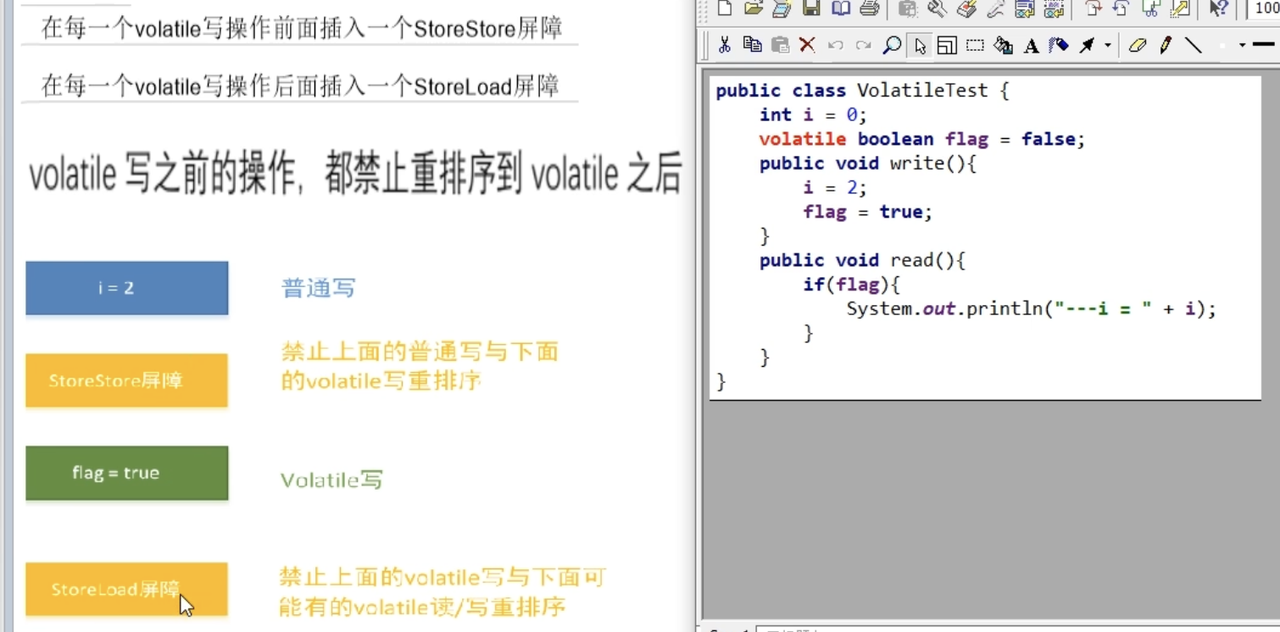 在每一个volatile写操作前面插入一个StoreStore屏障
在每一个volatile写操作后面插入一个StoreLoad屏障
volatile 写之前的操作，都禁止重排序到 volatile 之后
i = 2
普通写
StoreStore屏障
禁止上面的普通写与下面
的volatile写重排序
flag = true
Volatile写
StoreLoad屏障
禁止上面的volatile写与下面可
能有的volatile读/写重排序
100
A
public class VolatileTest {
int i = 0;
volatile boolean flag = false;
public void write(){
i = 2;
flag = true;
}
public void read(){
if(flag){
System.out.println("---i = " + i);
}
}
}